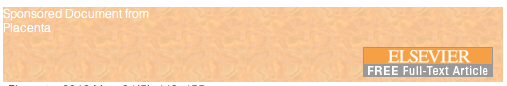 Sponsored Document from
Placenta
ELSEVIER
FREE Full-Text Article